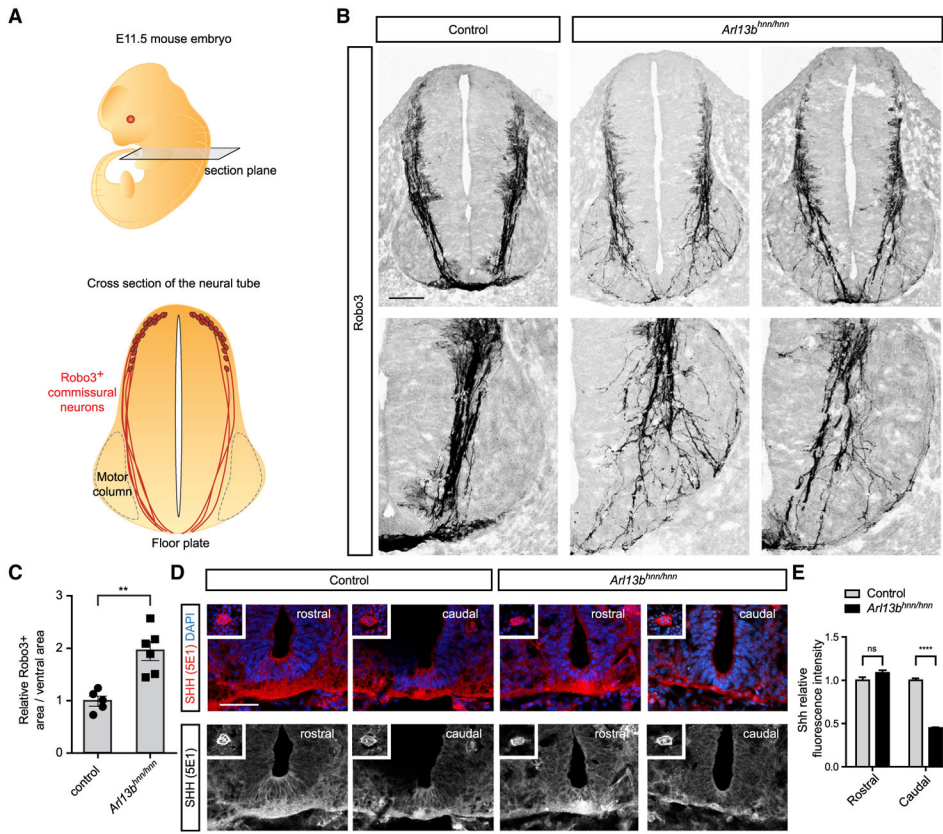 A
E11.5 mouse embryo
section plane
Cross section of the neural tube
Robo3+
commissural
neurons
Motor
column
Floor plate
B
Control
Arl13bhnn/hnn
Robo3
C
**
Relative Robo3+
area / ventral area
3
2
1
0
control
Arl13bhnn/hnn
D
Control
Arl13bhnn/hnn
SHH (5E1) DAPI
rostral
caudal
rostral
caudal
SHH (5E1)
rostral
caudal
rostral
caudal
E
Control
Arl13bhnn/hnn
Shh relative
fluorescence intensity
1.5
1.0
0.5
0.0
ns
****
Rostral
Caudal